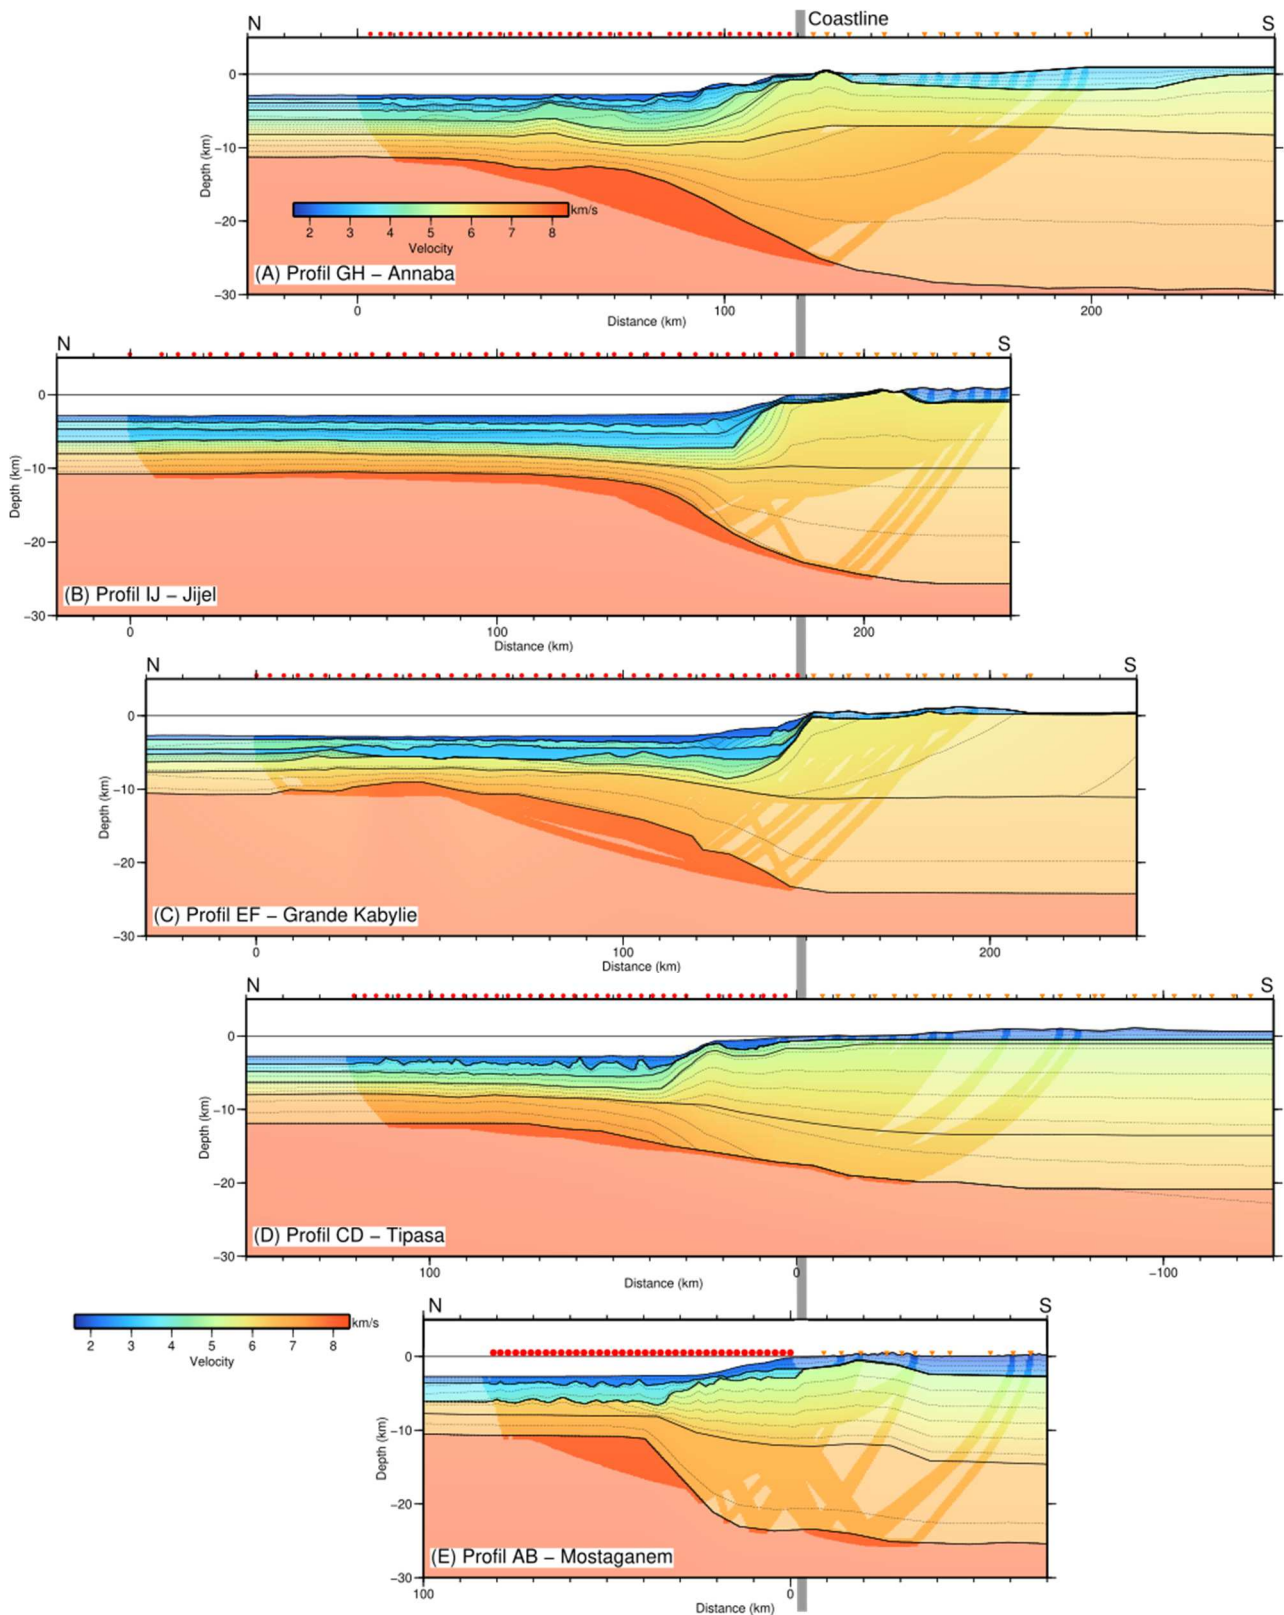 Coastline
N S
0
−10
−20
−30
Depth (km)
km/s
2 3 4 5 6 7 8
Velocity
(A) Profil GH – Annaba
0 100 200
Distance (km)
N S
0
−10
−20
−30
Depth (km)
(B) Profil IJ – Jijel
0 100 200
Distance (km)
N S
0
−10
−20
−30
Depth (km)
(C) Profil EF – Grande Kabylie
0 100 200
Distance (km)
N S
0
−10
−20
−30
Depth (km)
(D) Profil CD – Tipasa
100 0 −100
Distance (km)
km/s
2 3 4 5 6 7 8
Velocity
N S
0
−10
−20
−30
Depth (km)
(E) Profil AB – Mostaganem
100 0
Distance (km)